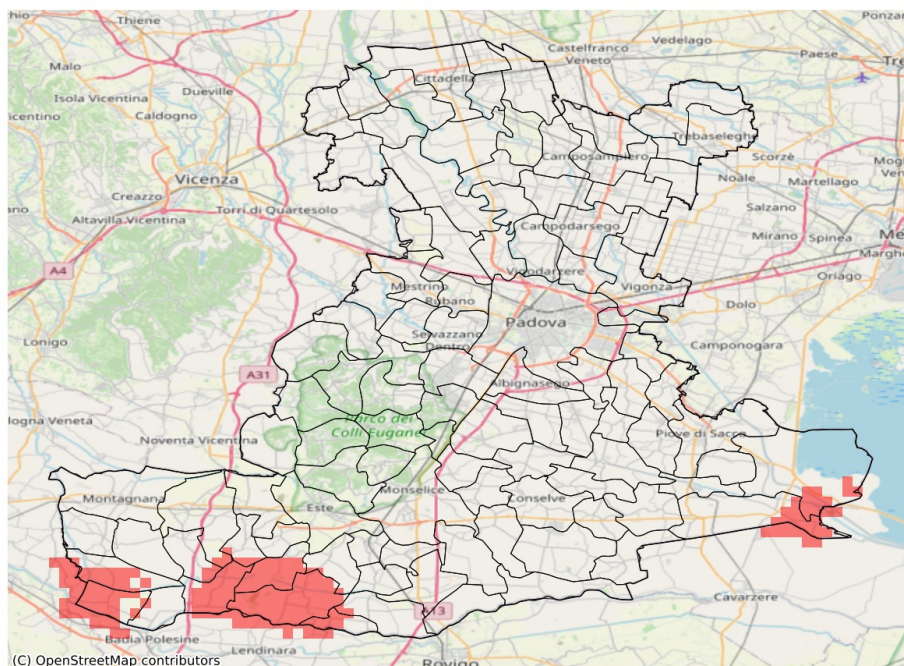 hio
Thiene
Ponzan
Vedelago
Castelfranco
Veneto
Paese
Tre
Malo
Cittadella
Dueville
Isola Vicentina
icentino
Caldogno
Trebaseleghe
Camposampiero
Scorzè
Mog
Ven
Vicenza
Noale
Martellago
Creazzo
ano
Altavilla Vicentina
Torri di Quartesolo
Salzano
Campodarsego
Mirano
Spinea
Me
Marghe
A4
Vigodarzere
Oriago
Mestrino
Vigonza
Rubano
Dolo
Padova
Selvazzano
Dentro
Lonigo
Camponogara
A31
Albignasego
Parco dei
Colli Euganei
ologna Veneta
Noventa Vicentina
Piove di Sacco
Monselice
Montagnana
Conselve
Este
Cavarzere
A13
Badia Polesine
Lendinara
Rovigo
(C) OpenStreetMap contributors